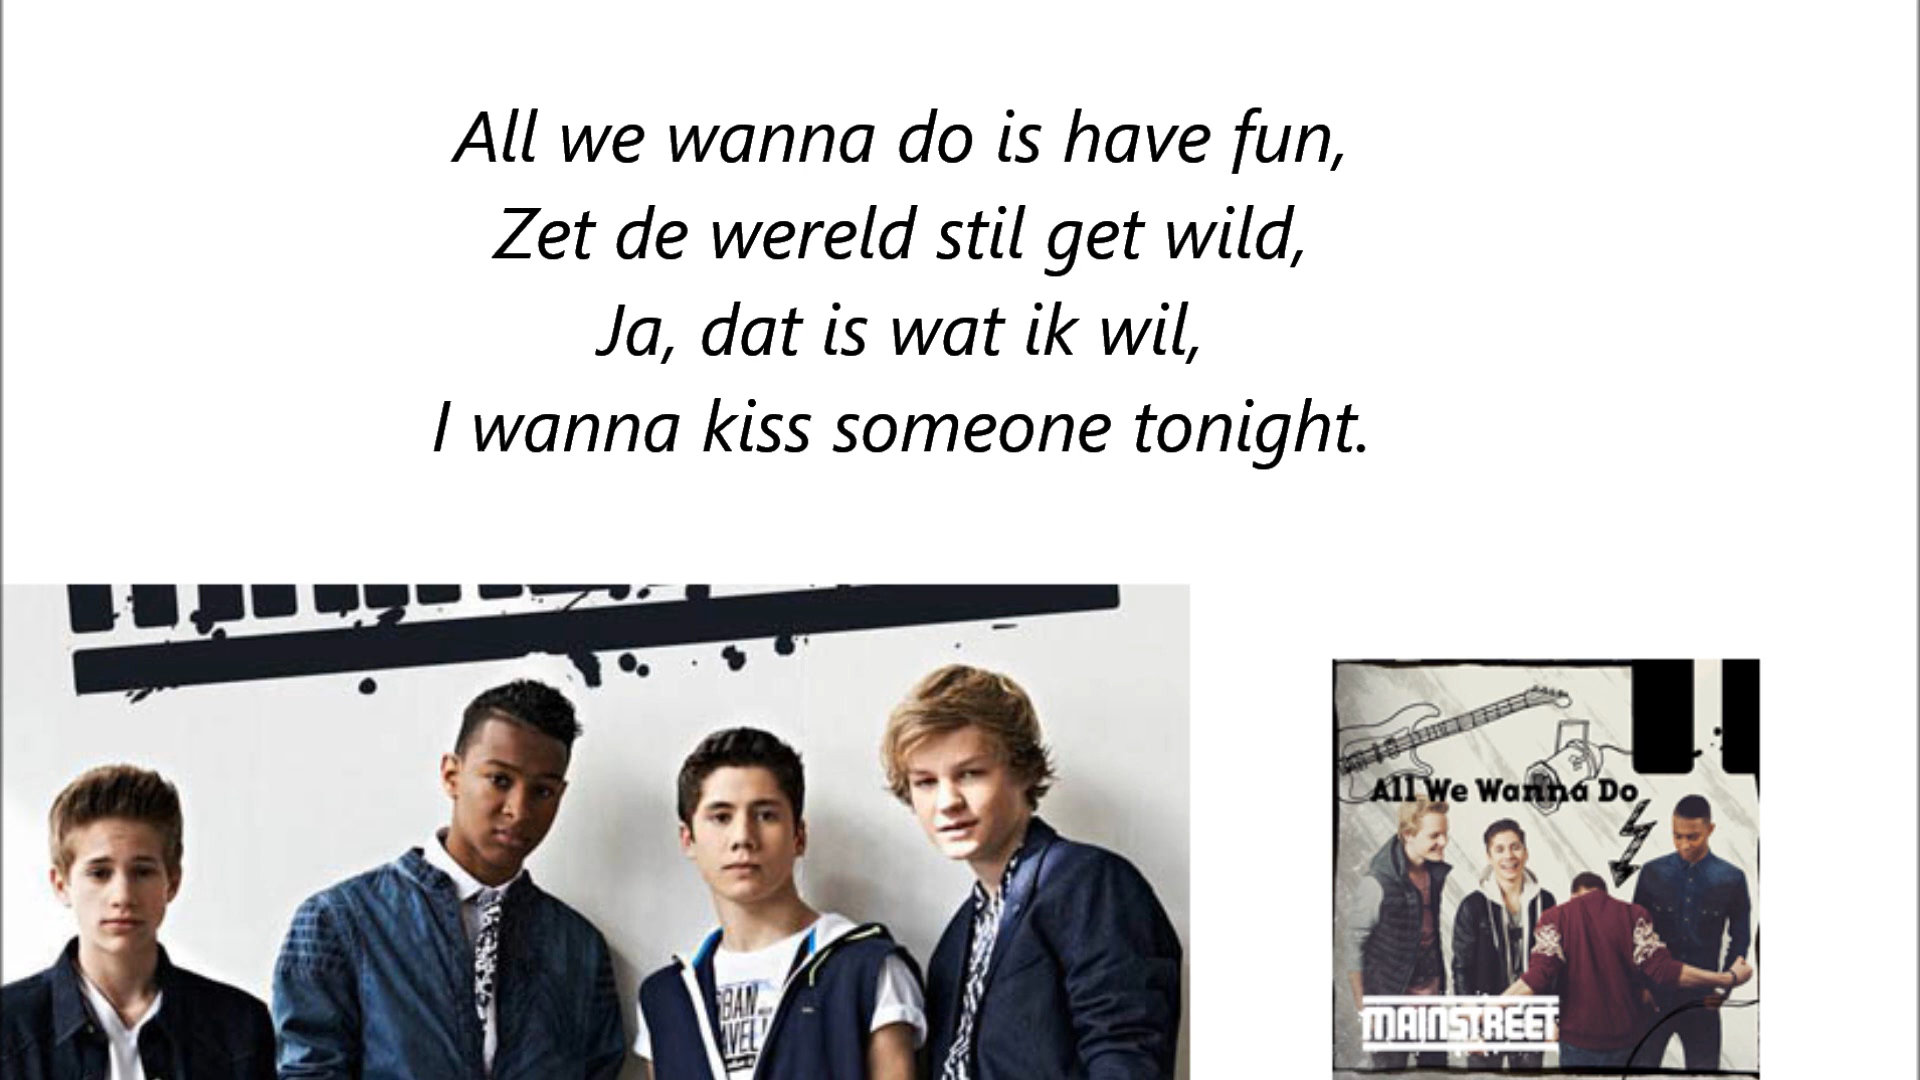 All we wanna do is have fun,
Zet de wereld stil get wild,
Ja, dat is wat ik wil,
I wanna kiss someone tonight.
All We Wanna Do
MAINSTREET